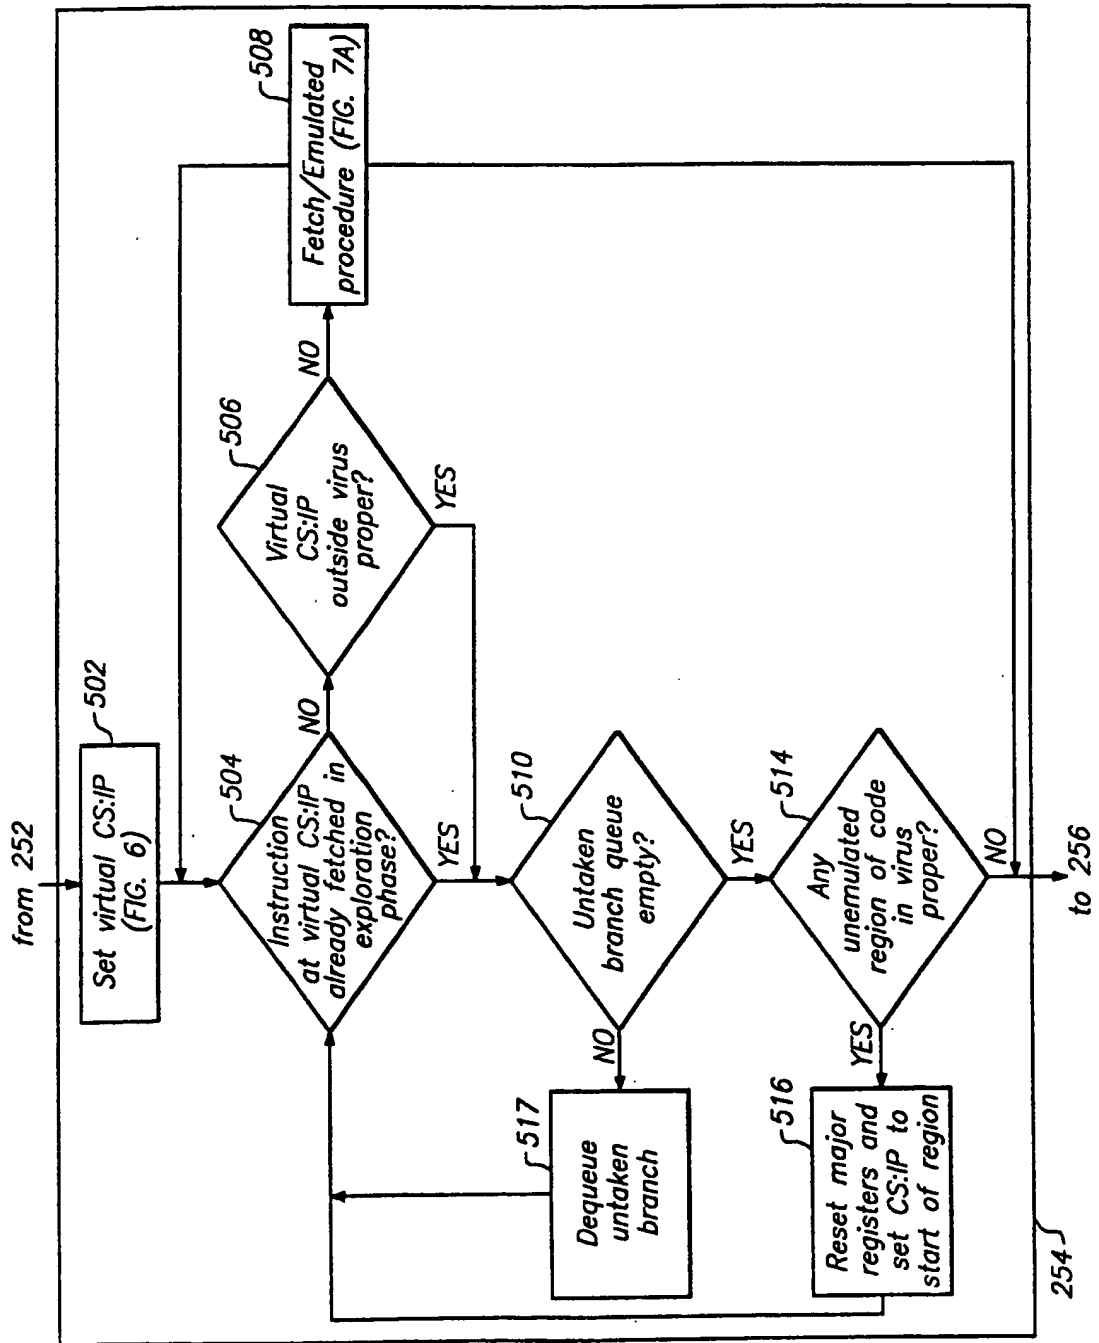 from 252
502
Set virtual CS:IP
(FIG. 6)
504
Instruction
at virtual CS:IP
already fetched in
exploration
phase?
NO
YES
506
Virtual
CS:IP
outside virus
proper?
NO
YES
508
Fetch/Emulated
procedure (FIG. 7A)
510
Untaken
branch queue
empty?
NO
YES
517
Dequeue
untaken
branch
514
Any
unemulated
region of code
in virus
proper?
YES
NO
516
Reset major
registers and
set CS:IP to
start of region
to 256
254